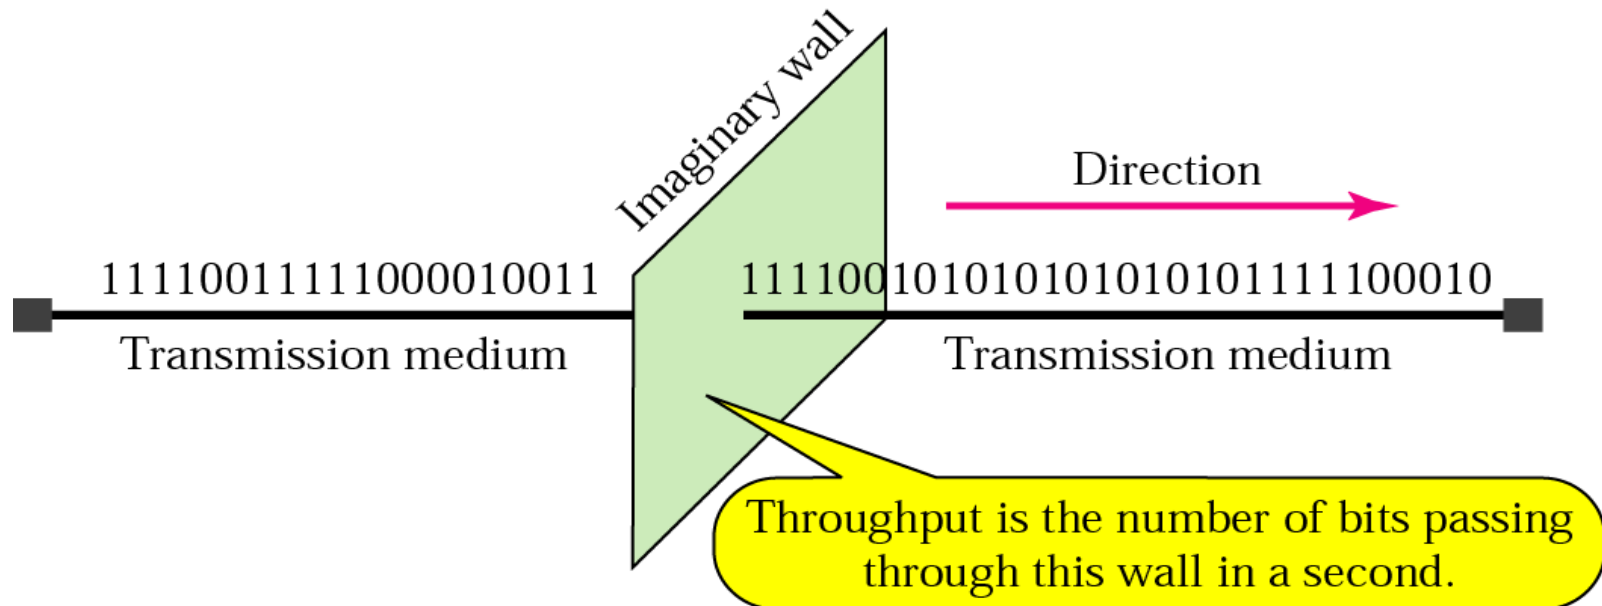 Imaginary wall
Direction
11110011111000010011
111100101010101010101111100010
Transmission medium
Transmission medium
Throughput is the number of bits passing
through this wall in a second.